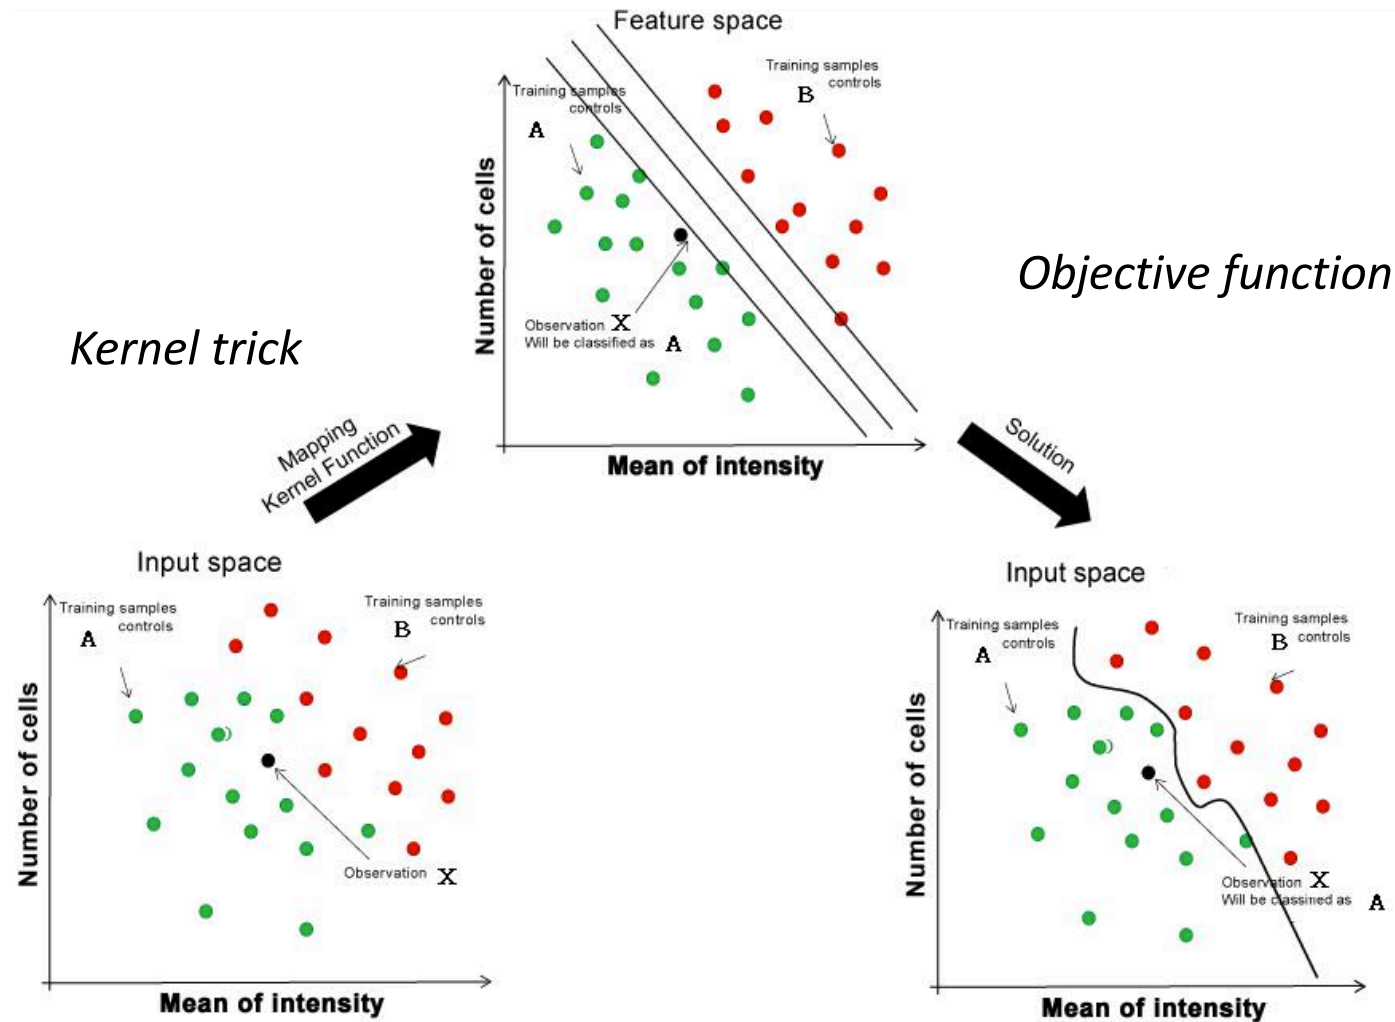 Feature space
Training samples
controls
A
Training samples
controls
B
Number of cells
Observation X
Will be classified as A
Mean of intensity
Kernel trick
Objective function
Mapping
Kernel Function
Solution
Input space
Training samples
controls
A
Training samples
controls
B
Number of cells
Observation X
Mean of intensity
Input space
Training samples
controls
A
Training samples
controls
B
Number of cells
Observation X
Will be classified as A
Mean of intensity